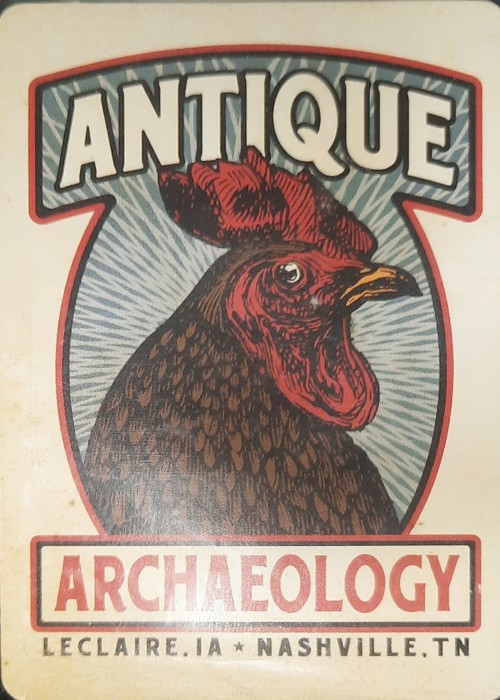 ANTIQUE
ARCHAEOLOGY
LECLAIRE.IA ★ NASHVILLE.TN